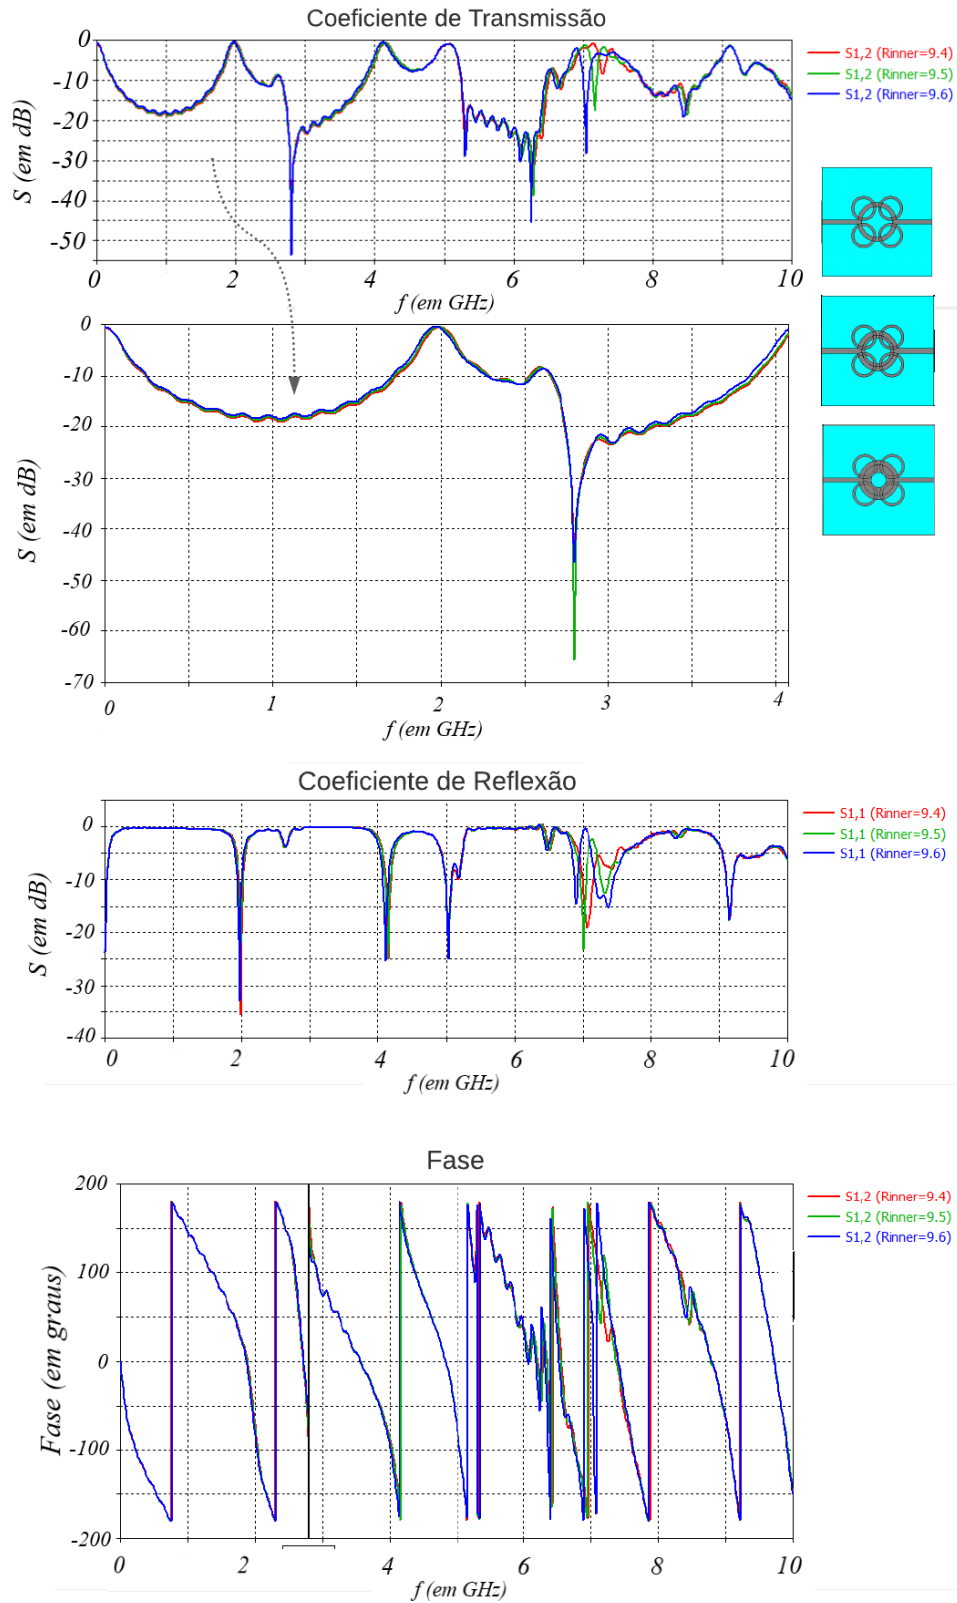 Coeficiente de Transmissão
0
-10
-20
-30
-40
-50
S (em dB)
0
2
4
6
8
10
f (em GHz)
S1,2 (Rinner=9.4)
S1,2 (Rinner=9.5)
S1,2 (Rinner=9.6)
0
-10
-20
-30
-40
-50
-60
-70
S (em dB)
0
1
2
3
4
f (em GHz)
Coeficiente de Reflexão
0
-10
-20
-30
-40
S (em dB)
0
2
4
6
8
10
f (em GHz)
S1,1 (Rinner=9.4)
S1,1 (Rinner=9.5)
S1,1 (Rinner=9.6)
Fase
200
100
0
-100
-200
Fase (em graus)
0
2
4
6
8
10
f (em GHz)
S1,2 (Rinner=9.4)
S1,2 (Rinner=9.5)
S1,2 (Rinner=9.6)